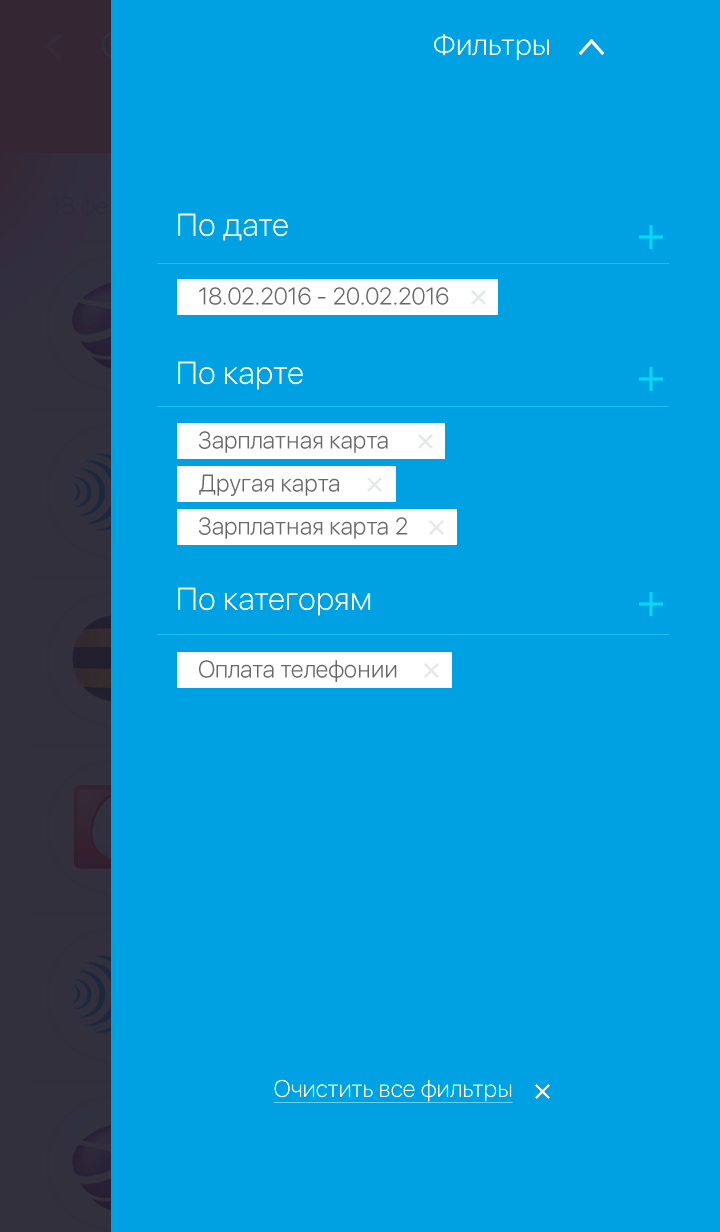 Фильтры
По дате
18.02.2016 - 20.02.2016
По карте
Зарплатная карта
Другая карта
Зарплатная карта 2
По категорям
Оплата телефонии
Очистить все фильтры